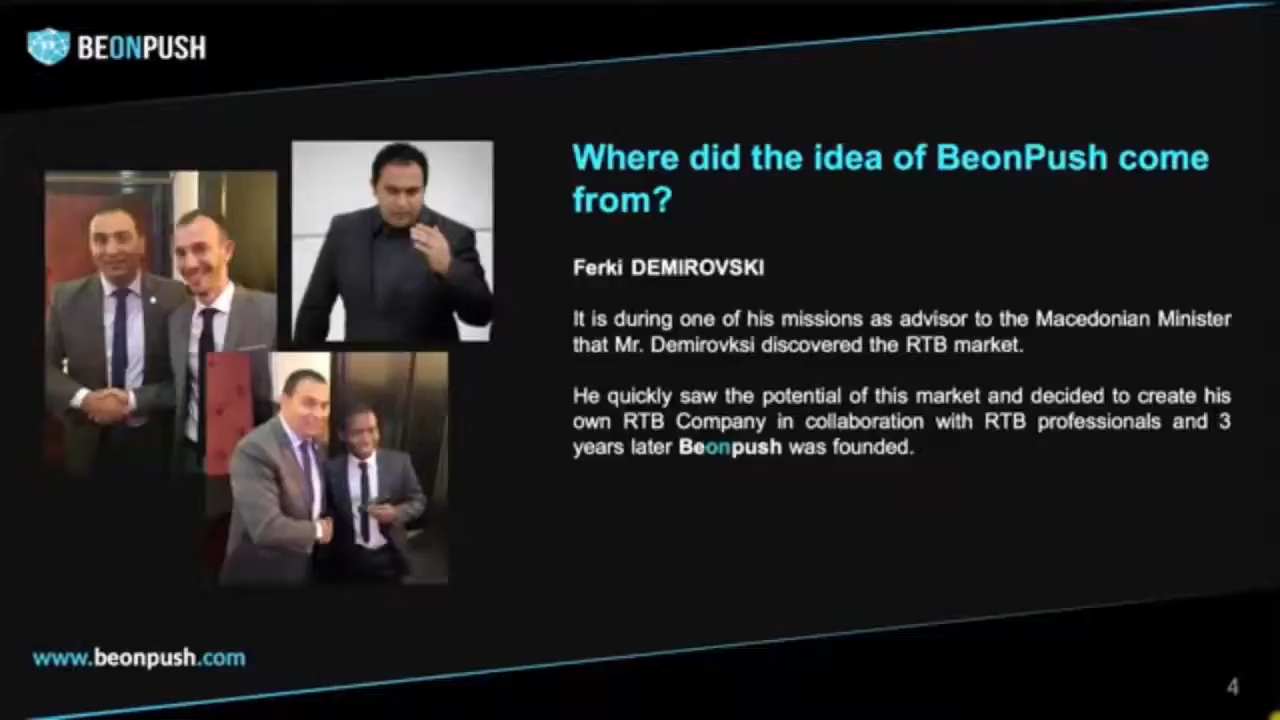 BEONPUSH
Where did the idea of BeonPush come
from?
Ferki DEMIROVSKI
It is during one of his missions as advisor to the Macedonian Minister
that Mr. Demirovksi discovered the RTB market.
He quickly saw the potential of this market and decided to create his
own RTB Company in collaboration with RTB professionals and 3
years later Beonpush was founded.
www.beonpush.com
4